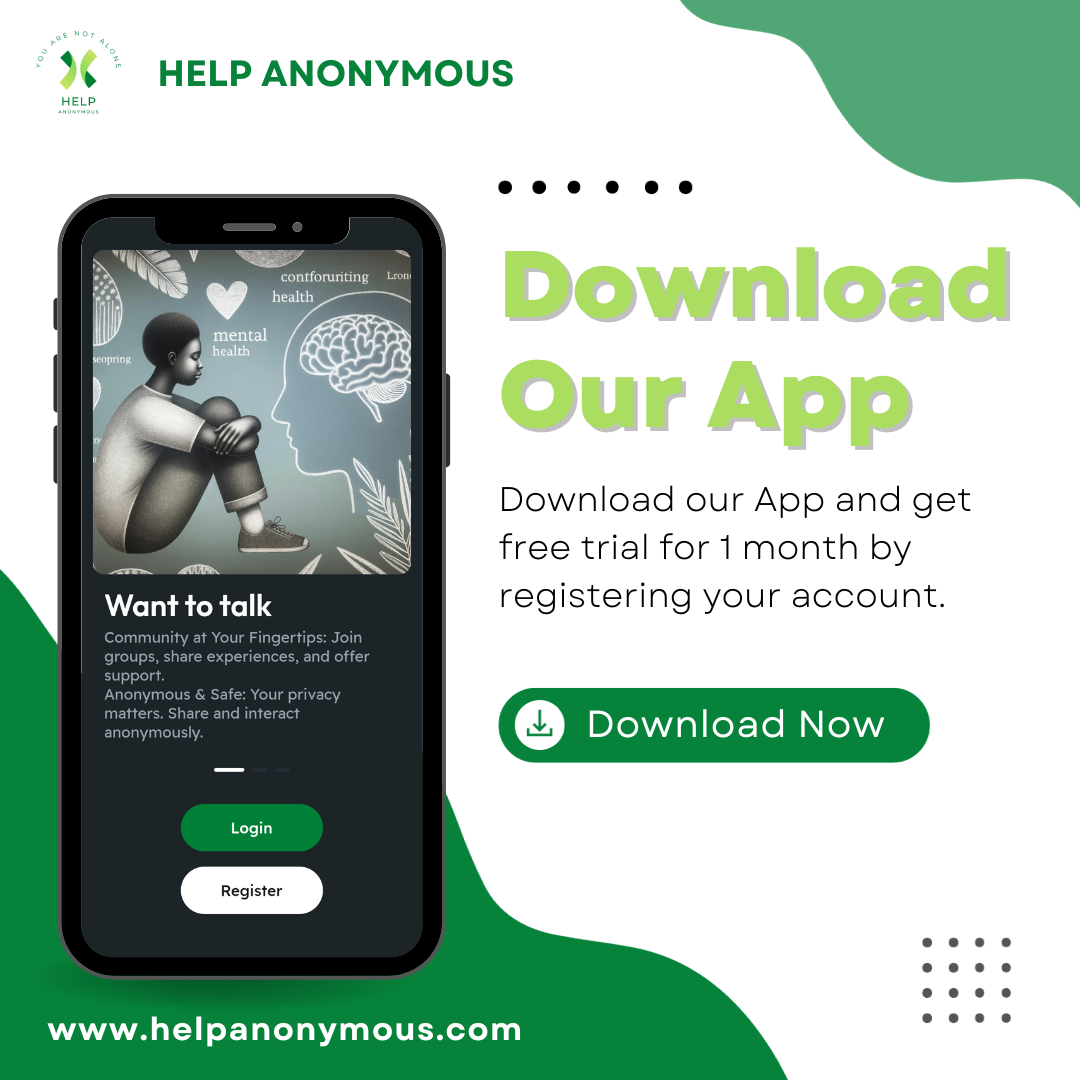 YOU ARE NOT ALONE
HELP
ANONYMOUS
HELP ANONYMOUS
contforuriting
health
Lron
mental
health
seopring
Want to talk
Community at Your Fingertips: Join
groups, share experiences, and offer
support.
Anonymous & Safe: Your privacy
matters. Share and interact
anonymously.
Login
Register
Download
Our App
Download our App and get
free trial for 1 month by
registering your account.
Download Now
www.helpanonymous.com